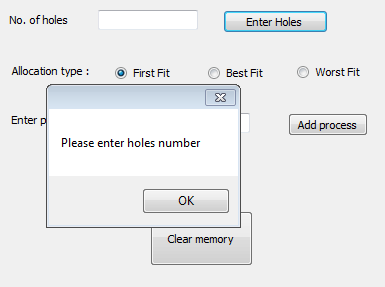 No. of holes
Enter Holes
Allocation type :
First Fit
Best Fit
Worst Fit
Enter
Add process
Please enter holes number
OK
Clear memory